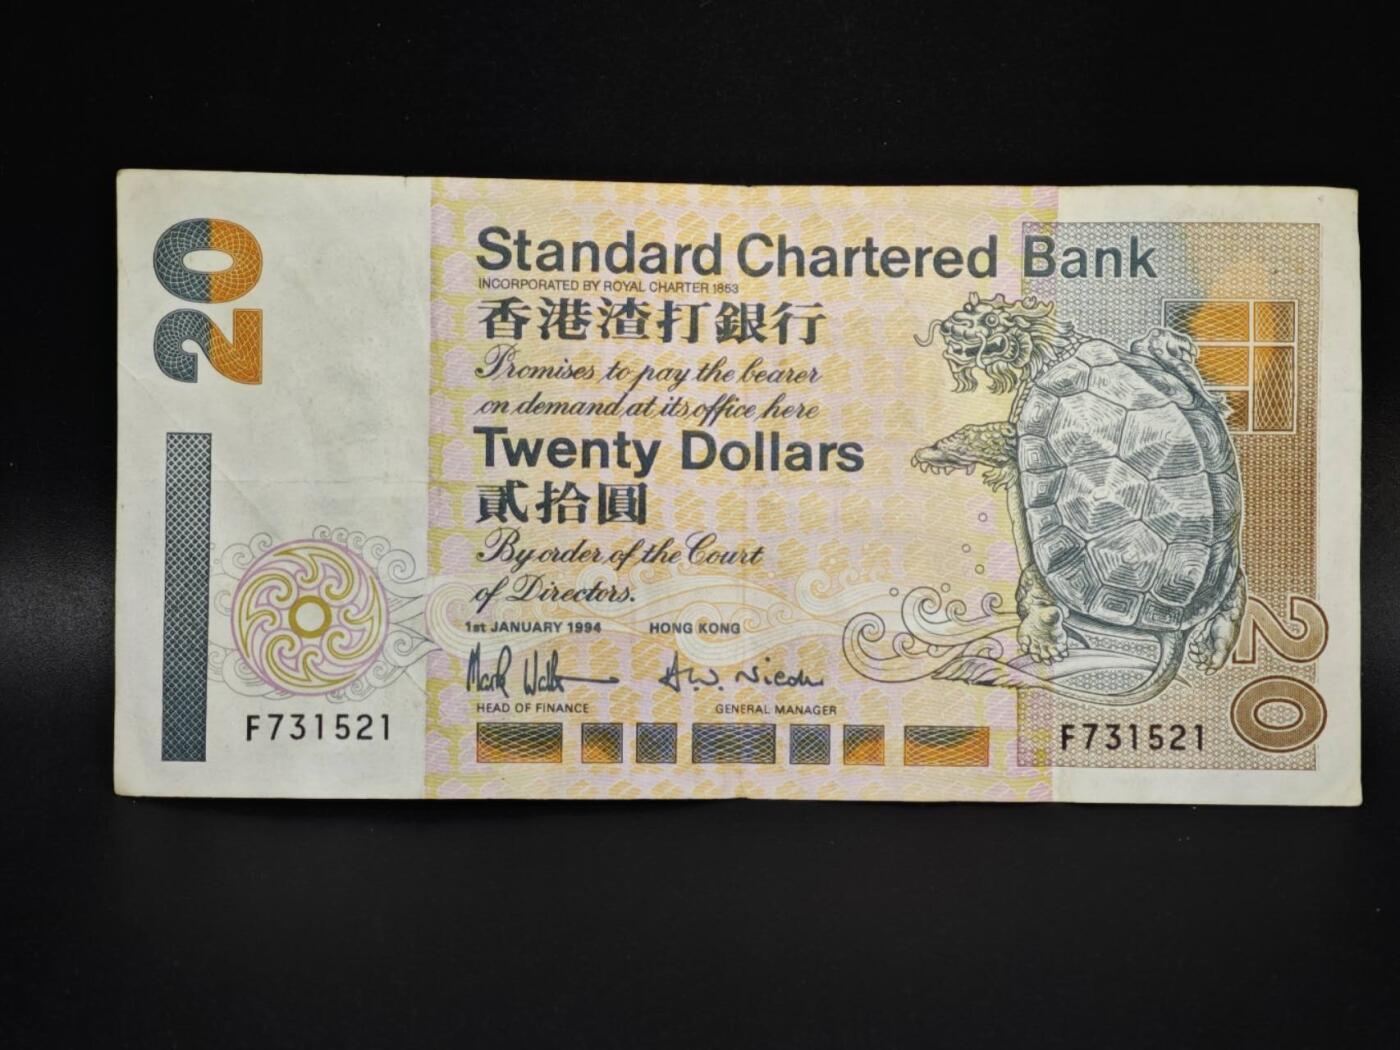 20
Standard Chartered Bank
INCORPORATED BY ROYAL CHARTER 1853
香港渣打銀行
Promises to pay the bearer
on demand at its office here
Twenty Dollars
貳拾圓
By order of the Court
of Directors.
1st JANUARY 1994 HONG KONG
HEAD OF FINANCE GENERAL MANAGER
F731521 F731521
20